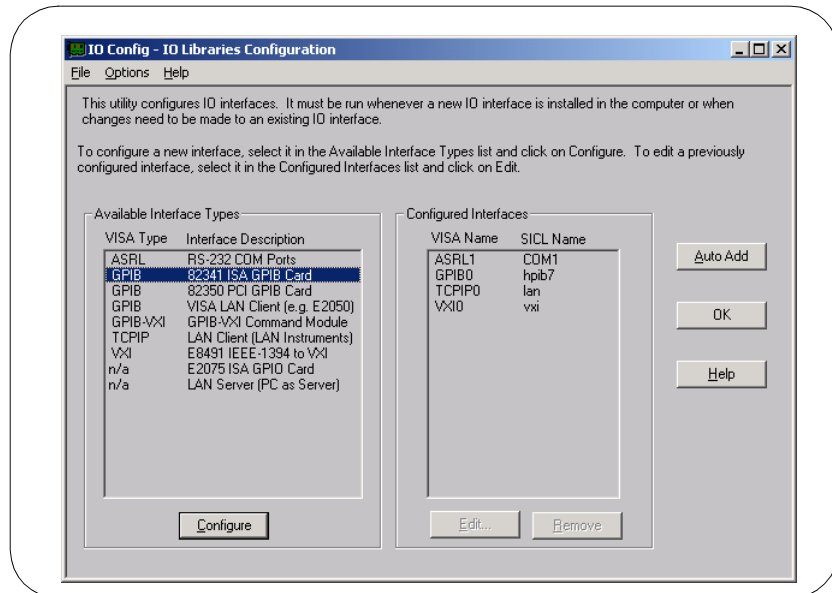 IO Config - IO Libraries Configuration
File Options Help
This utility configures IO interfaces. It must be run whenever a new IO interface is installed in the computer or when
changes need to be made to an existing IO interface.
To configure a new interface, select it in the Available Interface Types list and click on Configure. To edit a previously
configured interface, select it in the Configured Interfaces list and click on Edit.
Available Interface Types
VISA Type Interface Description
ASRL RS-232 COM Ports
GPIB 82341 ISA GPIB Card
GPIB 82350 PCI GPIB Card
GPIB VISA LAN Client (e.g. E2050)
GPIB-VXI GPIB-VXI Command Module
TCPIP LAN Client (LAN Instruments)
VXI E8491 IEEE-1394 to VXI
n/a E2075 ISA GPIO Card
n/a LAN Server (PC as Server)
Configure
Configured Interfaces
VISA Name SICL Name
ASRL1 COM1
GPIB0 hpib7
TCPIP0 lan
VXI0 vxi
Edit... Remove
Auto Add
OK
Help